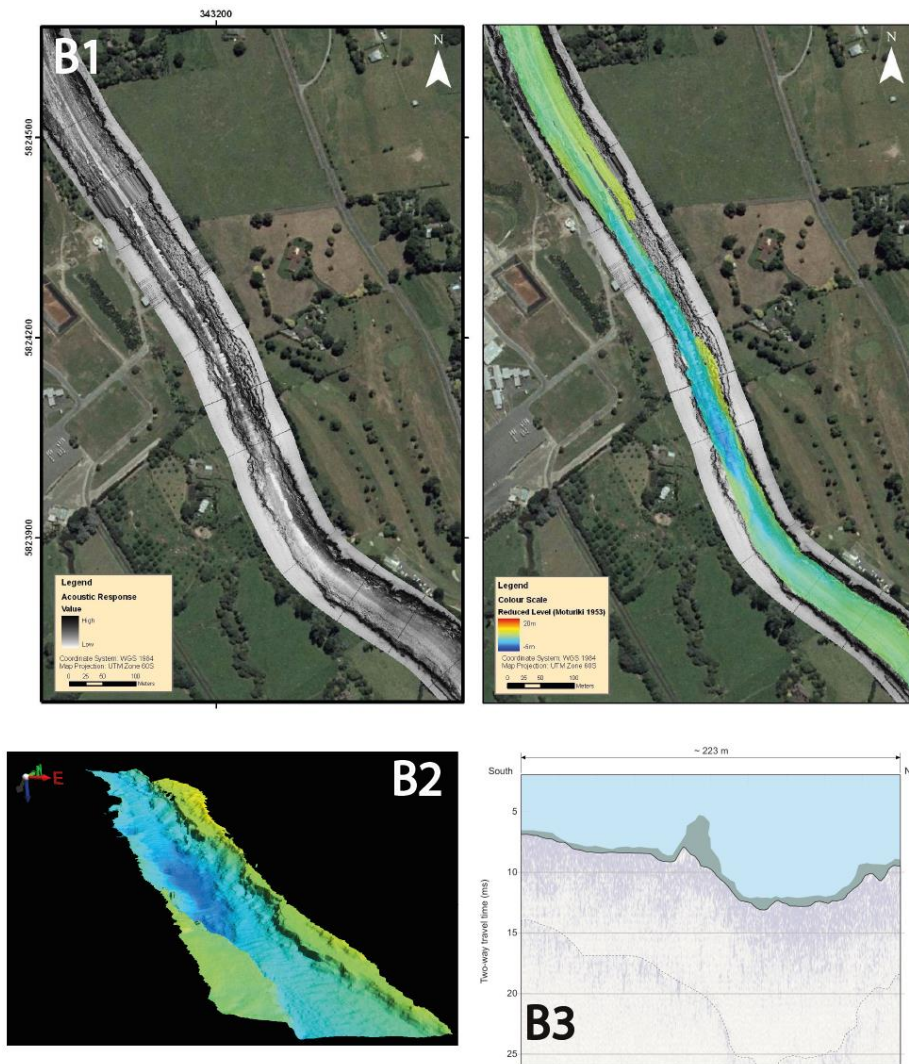 343200
B1
N
5824500
5824200
5823900
Legend
Acoustic Response
Value
High
Low
Coordinate System: WGS 1984
Map Projection: UTM Zone 60S
0 25 50 100
Meters
N
Legend
Colour Scale
Reduced Level (Moturiki 1953)
20m
-6m
Coordinate System: WGS 1984
Map Projection: UTM Zone 60S
0 25 50 100
Meters
E
B2
~ 223 m
South
N
5
10
15
20
25
Two-way travel time (ms)
B3